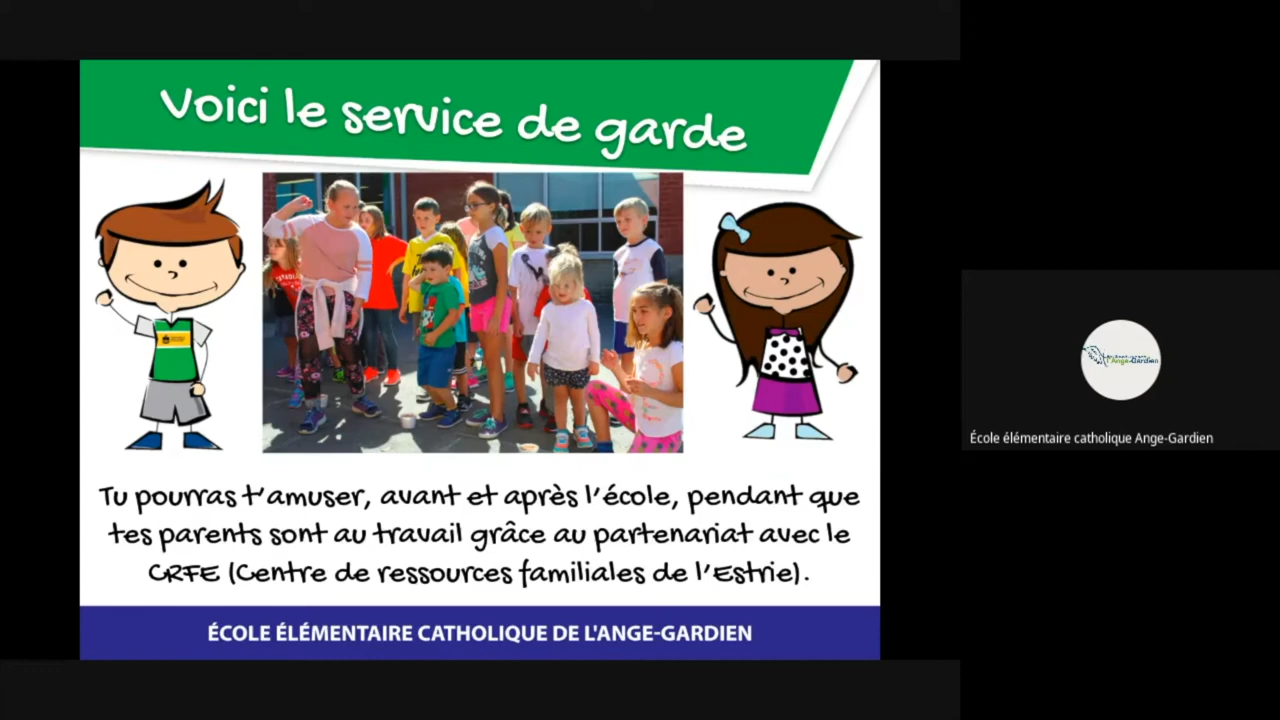 Voici le service de garde
Tu pourras t'amuser, avant et après l'école, pendant que
tes parents sont au travail grâce au partenariat avec le
CRFE (Centre de ressources familiales de l'Estrie).
ÉCOLE ÉLÉMENTAIRE CATHOLIQUE DE L'ANGE-GARDIEN
l'Ange-Gardien
École élémentaire catholique Ange-Gardien